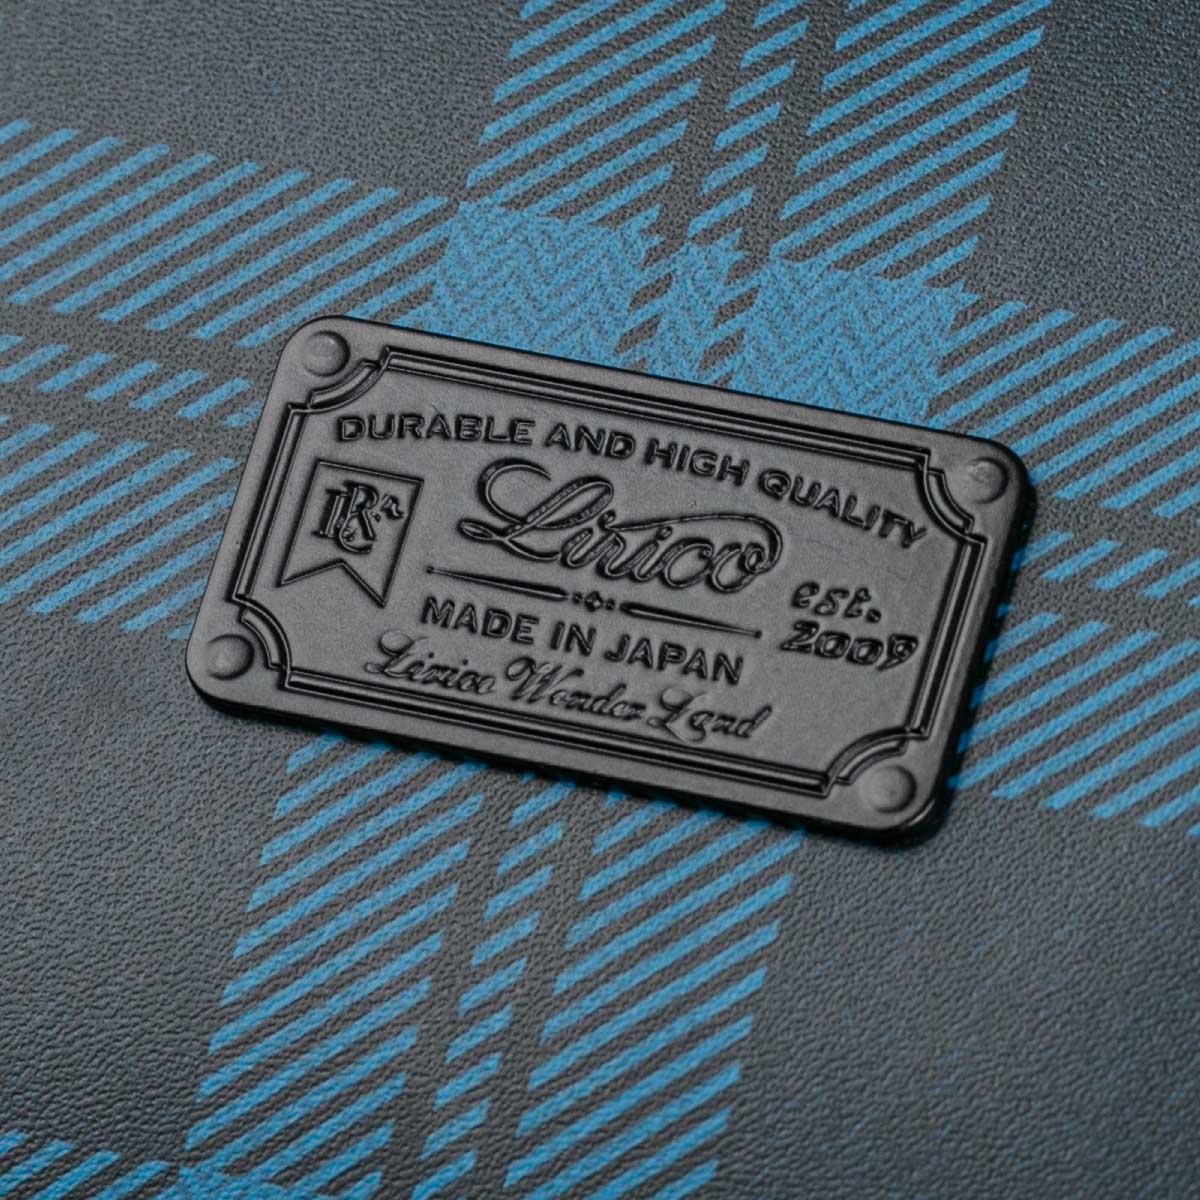 DURABLE AND HIGH QUALITY
Lirico
est.
2009
MADE IN JAPAN
Lirico Wonder Land